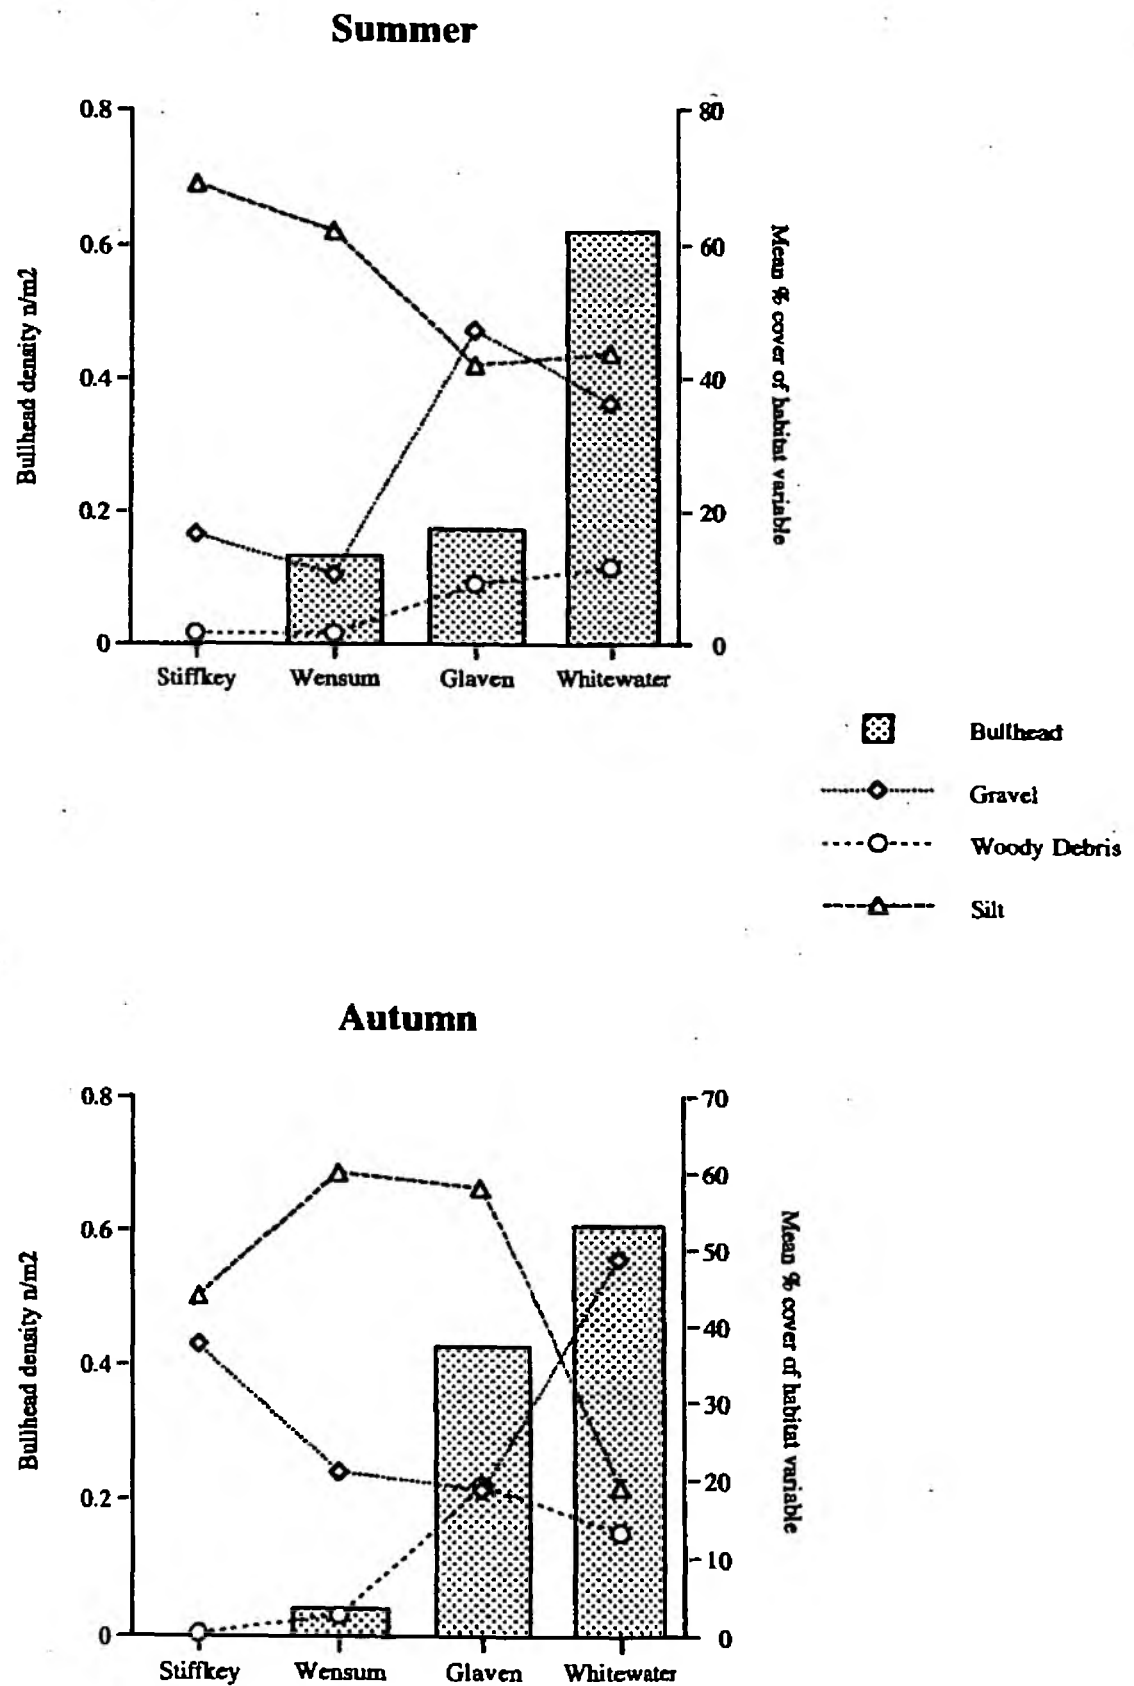 Summer
0.8
0.6
0.4
0.2
0
Bullhead density n/m2
80
60
40
20
0
Mean % cover of habitat variable
Stiffkey Wensum Glaven Whitewater
Bullhead
Gravel
Woody Debris
Silt
Autumn
0.8
0.6
0.4
0.2
0
Bullhead density n/m2
70
60
50
40
30
20
10
0
Mean % cover of habitat variable
Stiffkey Wensum Glaven Whitewater